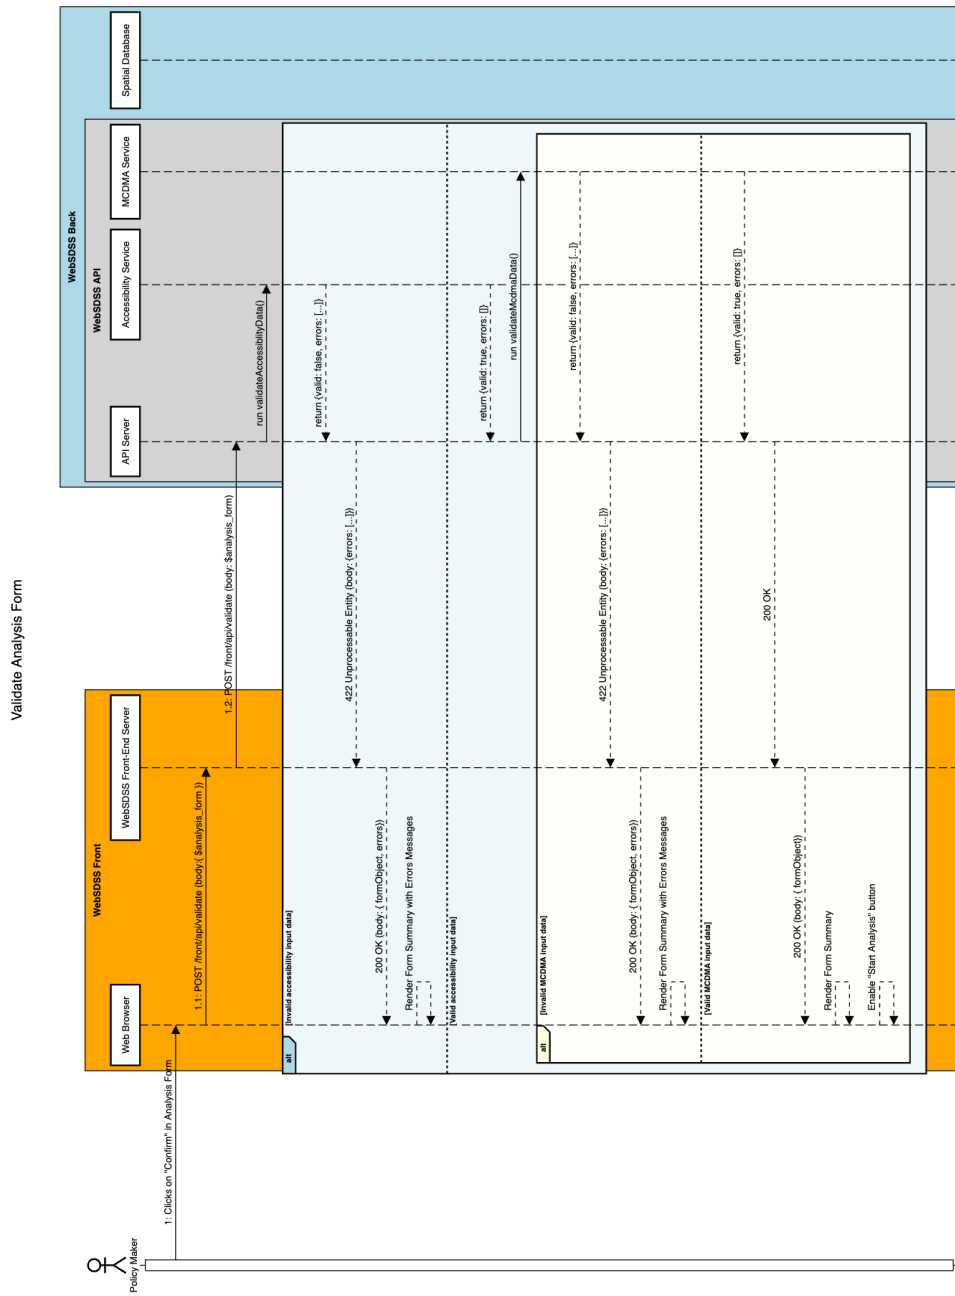 Validate Analysis Form
WebSDSS Front
WebSDSS Back
WebSDSS API
Policy Maker
Web Browser
WebSDSS Front-End Server
API Server
Accessibility Service
MCDMA Service
Spatial Database
1: Clicks on "Confirm" in Analysis Form
1.1: POST /front/api/validate (body:{ $analysis_form })
1.2: POST /front/api/validate (body: $analysis_form)
run validateAccessiblityData()
alt
[Invalid accessibility input data]
return {valid: false, errors: [...]}
422 Unprocessable Entity (body: {errors: [...]})
200 OK (body: { formObject, errors})
Render Form Summary with Errors Messages
[Valid accessibility input data]
return {valid: true, errors: []}
run validateMcdmaData()
alt
[Invalid MCDMA input data]
return {valid: false, errors: [...]}
422 Unprocessable Entity (body: {errors: [...]})
200 OK (body: { formObject, errors})
Render Form Summary with Errors Messages
[Valid MCDMA input data]
return {valid: true, errors: []}
200 OK
200 OK (body: { formObject})
Render Form Summary
Enable "Start Analysis" button